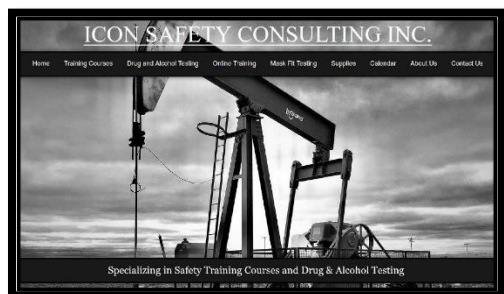 ICON SAFETY CONSULTING INC.
Home Training Courses Drug and Alcohol Testing Online Training Mask Fit Testing Supplies Calendar About Us Contact Us
Specializing in Safety Training Courses and Drug & Alcohol Testing